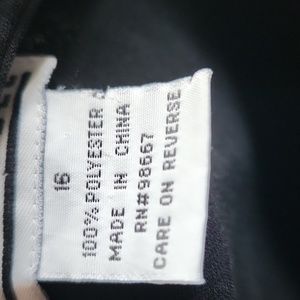 16
100% POLYESTER
MADE IN CHINA
RN#98667
CARE ON REVERSE